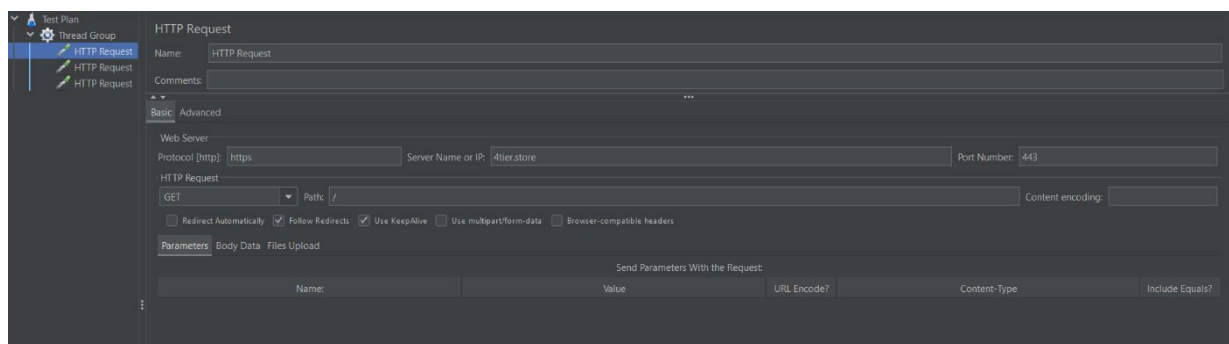 Test Plan
Thread Group
HTTP Request
HTTP Request
HTTP Request
HTTP Request
Name: HTTP Request
Comments:
Basic Advanced
Web Server
Protocol [http]: https Server Name or IP: 4tier.store Port Number: 443
HTTP Request
GET Path: / Content encoding:
Redirect Automatically Follow Redirects Use KeepAlive Use multipart/form-data Browser-compatible headers
Parameters Body Data Files Upload
Send Parameters With the Request:
Name: Value URL Encode? Content-Type Include Equals?